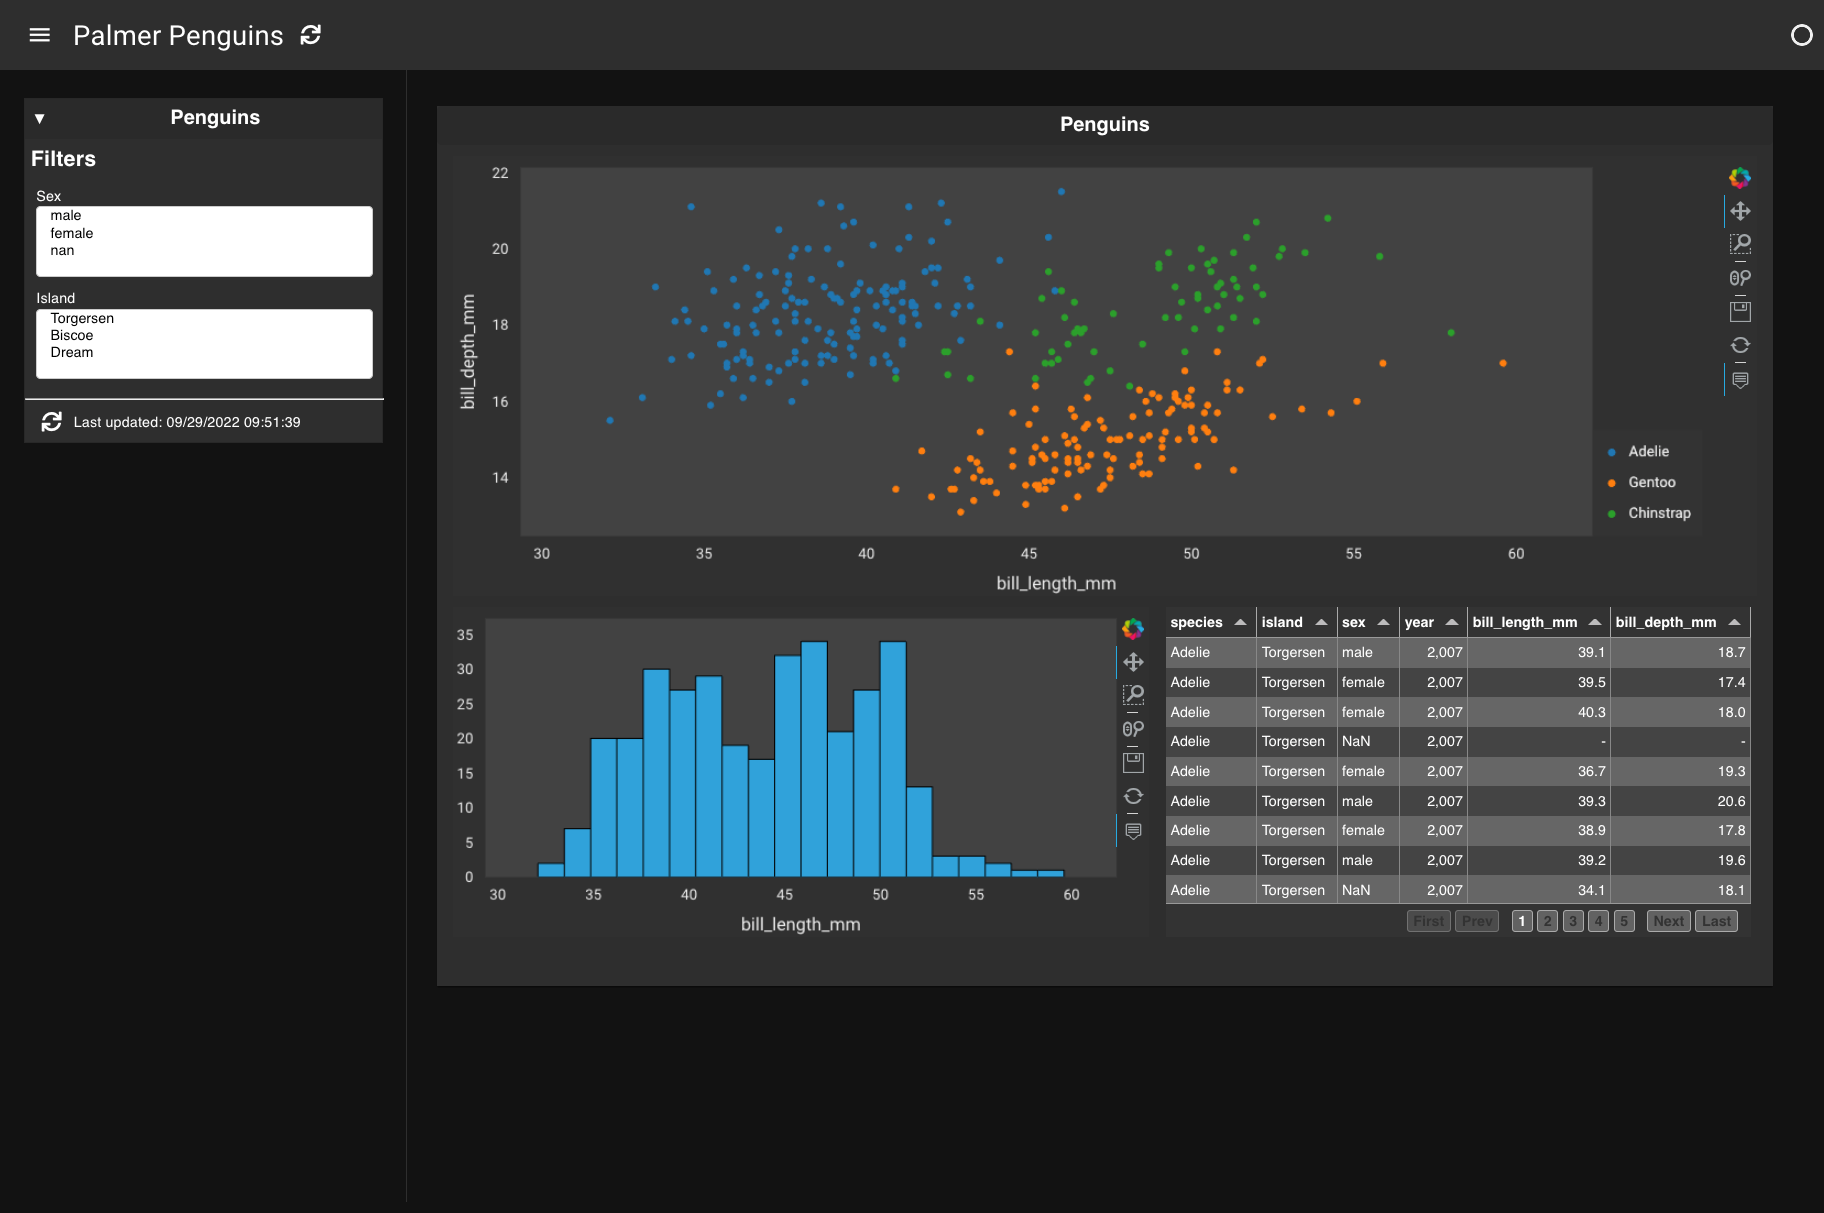 Palmer Penguins
Penguins
Filters
Sex
male
female
nan
Island
Torgersen
Biscoe
Dream
Last updated: 09/29/2022 09:51:39
Penguins
22
20
18
16
14
bill_depth_mm
30 35 40 45 50 55 60
bill_length_mm
Adelie
Gentoo
Chinstrap
35
30
25
20
15
10
5
0
30 35 40 45 50 55 60
bill_length_mm
species island sex year bill_length_mm bill_depth_mm
Adelie Torgersen male 2,007 39.1 18.7
Adelie Torgersen female 2,007 39.5 17.4
Adelie Torgersen female 2,007 40.3 18.0
Adelie Torgersen NaN 2,007 - -
Adelie Torgersen female 2,007 36.7 19.3
Adelie Torgersen male 2,007 39.3 20.6
Adelie Torgersen female 2,007 38.9 17.8
Adelie Torgersen male 2,007 39.2 19.6
Adelie Torgersen NaN 2,007 34.1 18.1
First Prev 1 2 3 4 5 Next Last